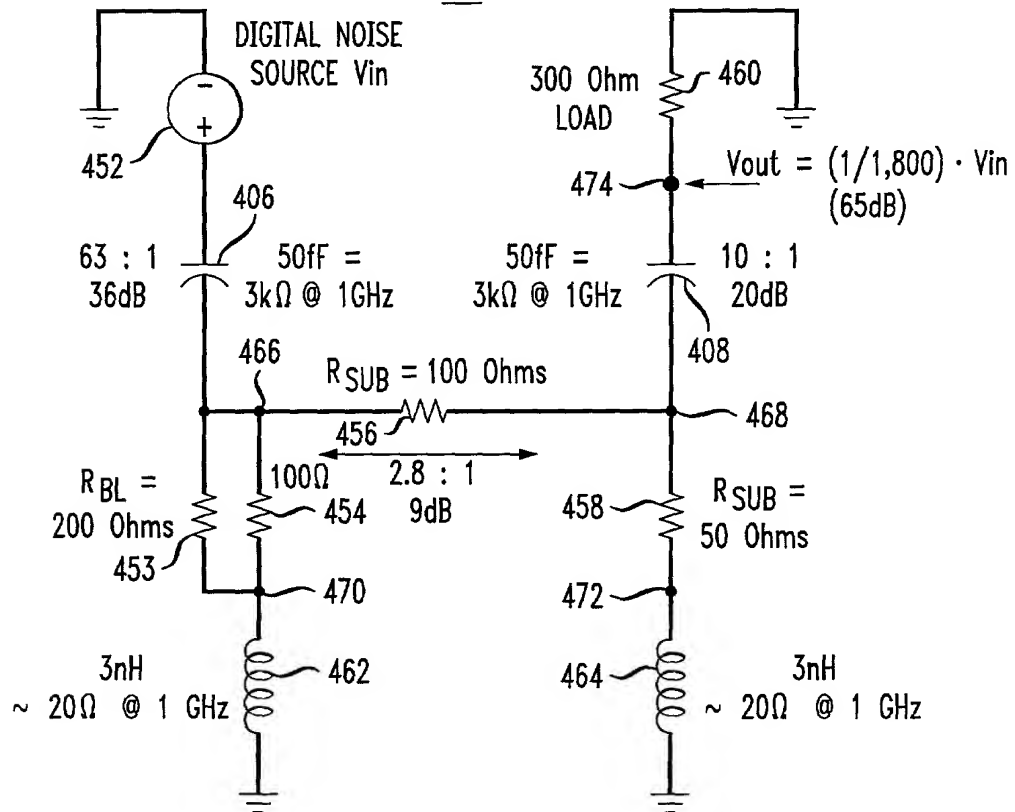 DIGITAL NOISE
SOURCE Vin
452
300 Ohm
LOAD
460
474
Vout = (1/1,800) · Vin
(65dB)
406
63 : 1
36dB
50fF =
3kΩ @ 1GHz
50fF =
3kΩ @ 1GHz
10 : 1
20dB
408
466
RSUB = 100 Ohms
456
468
2.8 : 1
9dB
RBL =
200 Ohms
453
100Ω
454
458
RSUB =
50 Ohms
470
472
3nH
~ 20Ω @ 1 GHz
462
464
3nH
~ 20Ω @ 1 GHz